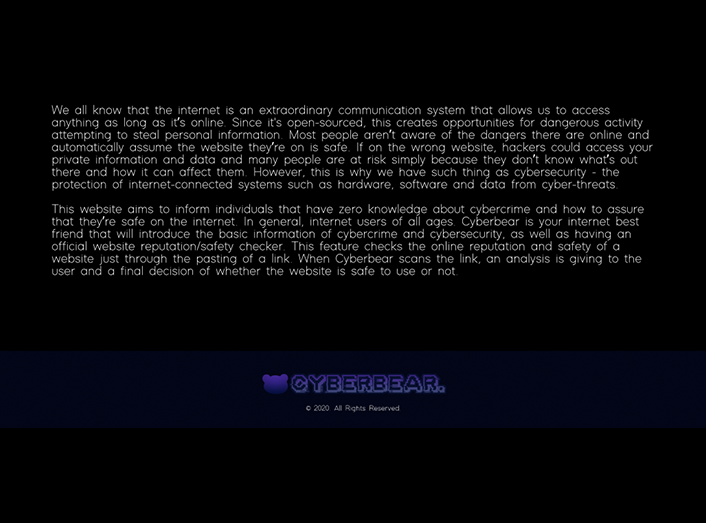 We all know that the internet is an extraordinary communication system that allows us to access
anything as long as it's online. Since it's open-sourced, this creates opportunities for dangerous activity
attempting to steal personal information. Most people aren't aware of the dangers there are online and
automatically assume the website they're on is safe. If on the wrong website, hackers could access your
private information and data and many people are at risk simply because they don't know what's out
there and how it can affect them. However, this is why we have such thing as cybersecurity - the
protection of internet-connected systems such as hardware, software and data from cyber-threats.
This website aims to inform individuals that have zero knowledge about cybercrime and how to assure
that they're safe on the internet. In general, internet users of all ages. Cyberbear is your internet best
friend that will introduce the basic information of cybercrime and cybersecurity, as well as having an
official website reputation/safety checker. This feature checks the online reputation and safety of a
website just through the pasting of a link. When Cyberbear scans the link, an analysis is giving to the
user and a final decision of whether the website is safe to use or not.
CYBERBEAR.
© 2020. All Rights Reserved.